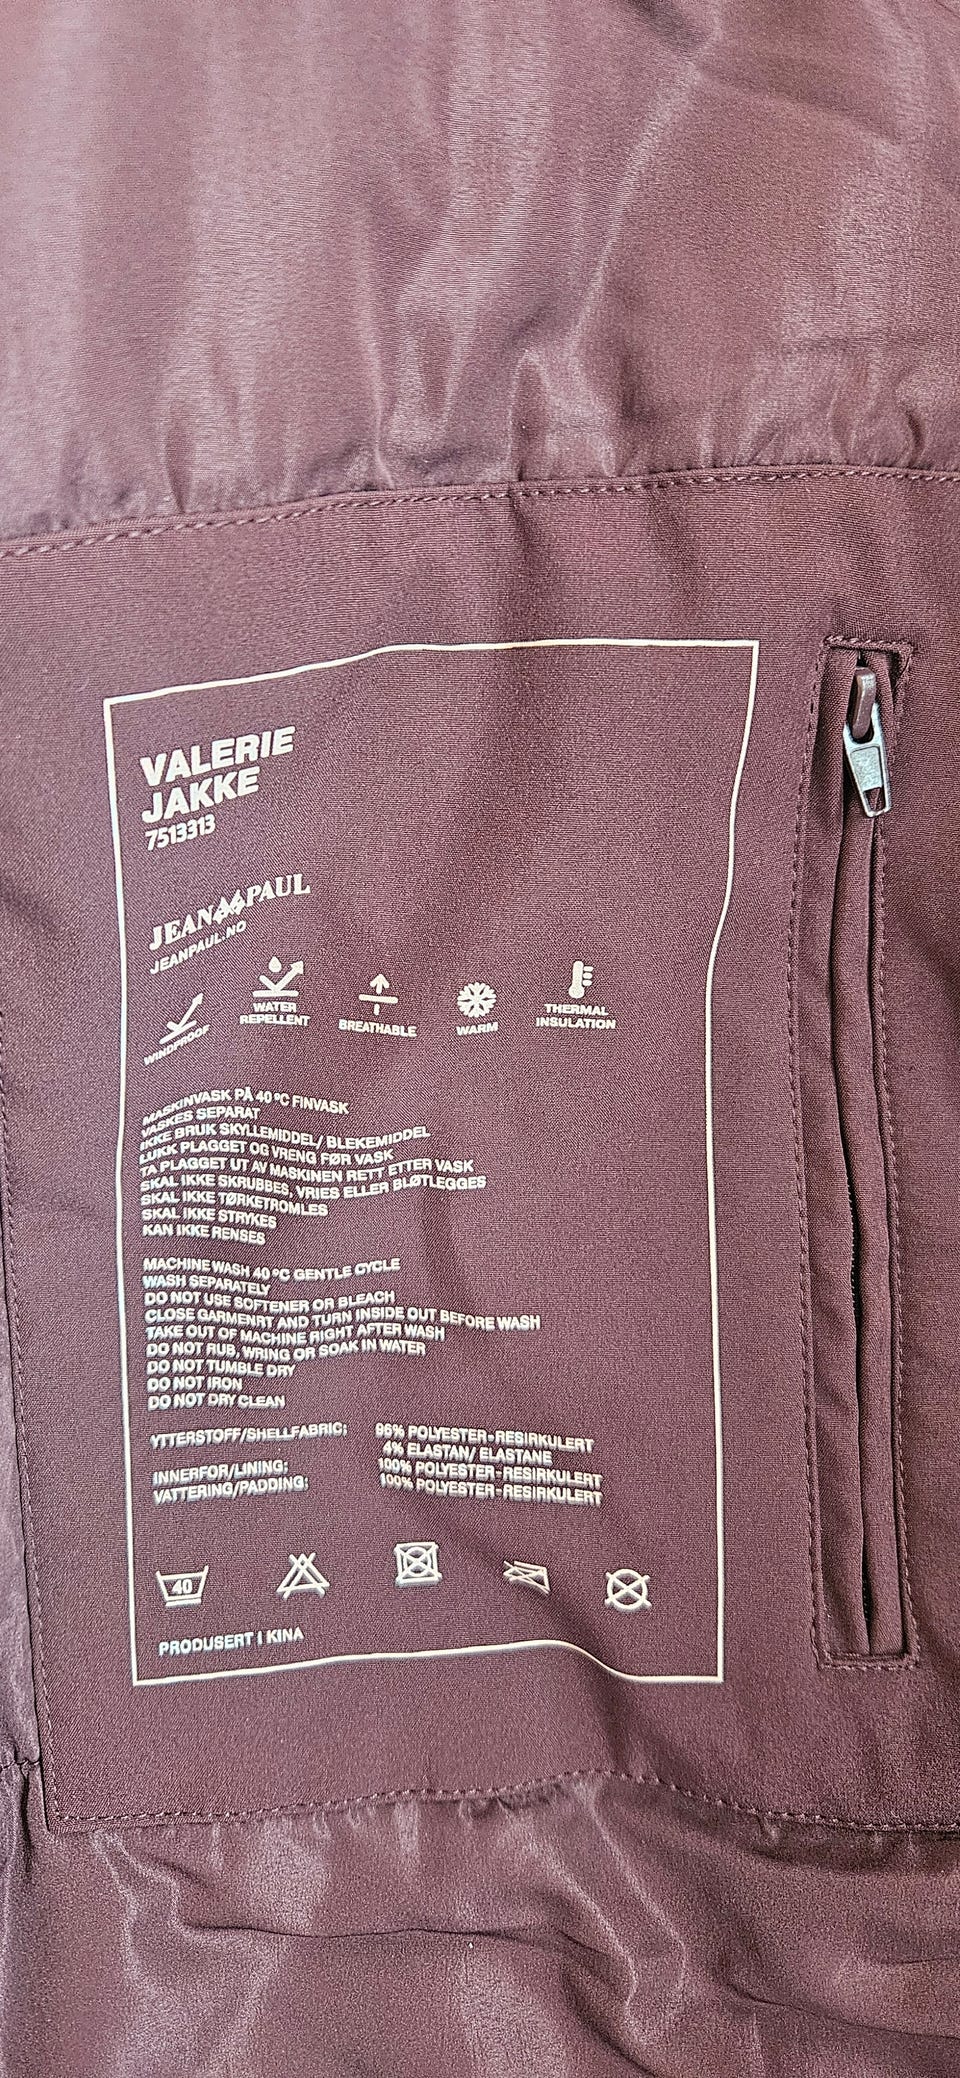 VALERIE
JAKKE
7513313
JEAN PAUL
JEANPAUL.NO
WINDPROOF
WATER
REPELLENT
BREATHABLE
WARM
THERMAL
INSULATION
MASKINVASK PÅ 40 ºC FINVASK
VASKES SEPARAT
IKKE BRUK SKYLLEMIDDEL/ BLEKEMIDDEL
LUKK PLAGGET OG VRENG FØR VASK
TA PLAGGET UT AV MASKINEN RETT ETTER VASK
SKAL IKKE SKRUBBES, VRIES ELLER BLØTLEGGES
SKAL IKKE TØRKETROMLES
SKAL IKKE STRYKES
KAN IKKE RENSES
MACHINE WASH 40 ºC GENTLE CYCLE
WASH SEPARATELY
DO NOT USE SOFTENER OR BLEACH
CLOSE GARMENRT AND TURN INSIDE OUT BEFORE WASH
TAKE OUT OF MACHINE RIGHT AFTER WASH
DO NOT RUB, WRING OR SOAK IN WATER
DO NOT TUMBLE DRY
DO NOT IRON
DO NOT DRY CLEAN
YTTERSTOFF/SHELLFABRIC: 96% POLYESTER-RESIRKULERT
4% ELASTAN/ ELASTANE
INNERFOR/LINING: 100% POLYESTER-RESIRKULERT
VATTERING/PADDING: 100% POLYESTER-RESIRKULERT
40
PRODUSERT I KINA